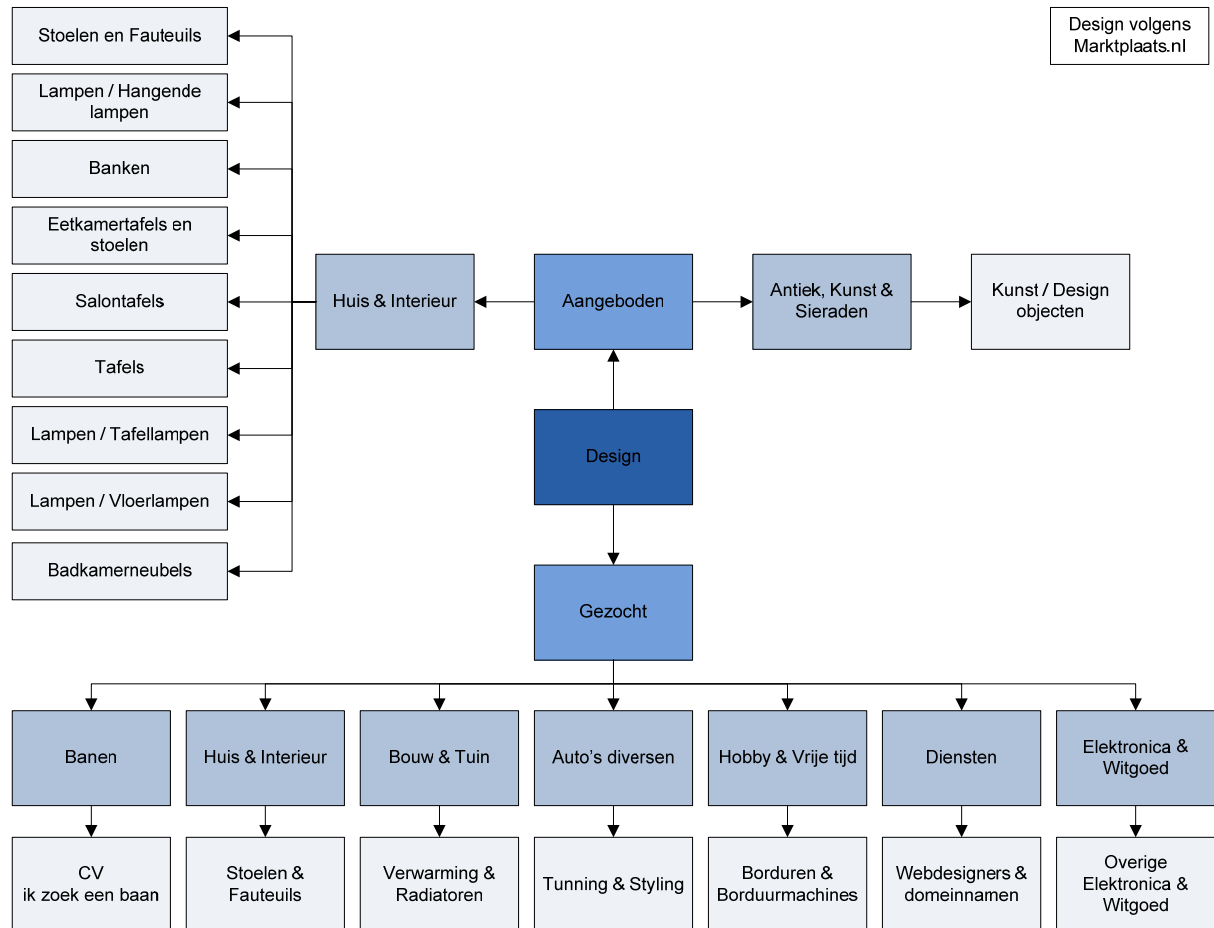 Stoelen en Fauteuils
Design volgens
Marktplaats.nl
Lampen / Hangende
lampen
Banken
Eetkamertafels en
stoelen
Salontafels
Tafels
Lampen / Tafellampen
Lampen / Vloerlampen
Badkamerneubels
Huis & Interieur
Aangeboden
Antiek, Kunst &
Sieraden
Kunst / Design
objecten
Design
Gezocht
Banen
Huis & Interieur
Bouw & Tuin
Auto's diversen
Hobby & Vrije tijd
Diensten
Elektronica &
Witgoed
CV
ik zoek een baan
Stoelen &
Fauteuils
Verwarming &
Radiatoren
Tunning & Styling
Borduren &
Borduurmachines
Webdesigners &
domeinnamen
Overige
Elektronica &
Witgoed